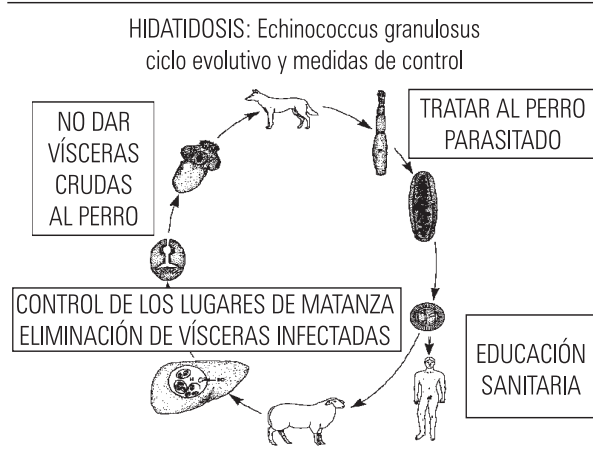 HIDATIDOSIS: Echinococcus granulosus
ciclo evolutivo y medidas de control
NO DAR
VÍSCERAS
CRUDAS
AL PERRO
TRATAR AL PERRO
PARASITADO
CONTROL DE LOS LUGARES DE MATANZA
ELIMINACIÓN DE VÍSCERAS INFECTADAS
EDUCACIÓN
SANITARIA